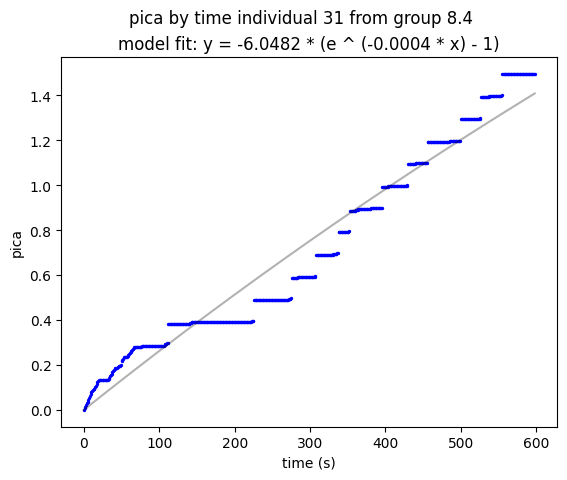 pica by time individual 31 from group 8.4
model fit: y = -6.0482 * (e ^ (-0.0004 * x) - 1)
1.4
1.2
1.0
0.8
0.6
0.4
0.2
0.0
pica
0 100 200 300 400 500 600
time (s)